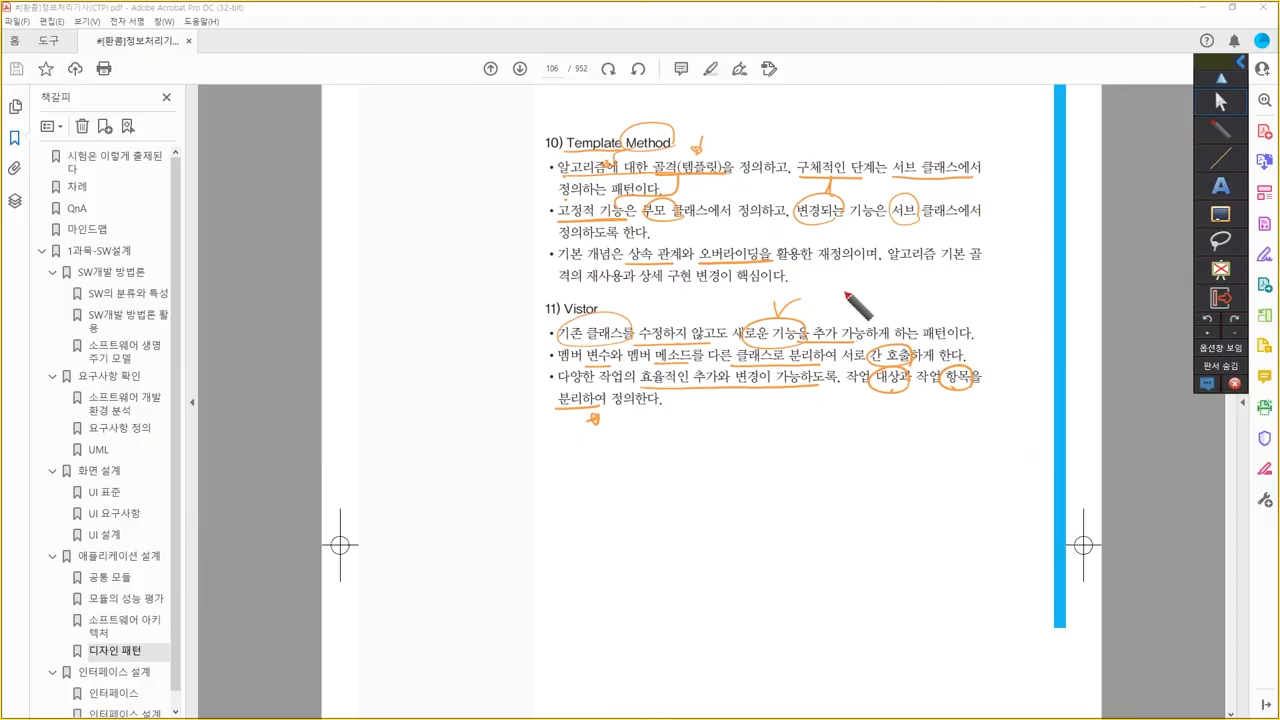 #[환콤]정보처리기사(CTP).pdf - Adobe Acrobat Pro DC (32-bit)
파일(F) 편집(E) 보기(V) 전자 서명 창(W) 도움말(H)
홈 도구 #[환콤]정보처리기... ×
106 / 952
책갈피
시험은 이렇게 출제된
다
차례
QnA
마인드맵
1과목-SW설계
SW개발 방법론
SW의 분류와 특성
SW개발 방법론 활
용
소프트웨어 생명
주기 모델
요구사항 확인
소프트웨어 개발
환경 분석
요구사항 정의
UML
화면 설계
UI 표준
UI 요구사항
UI 설계
애플리케이션 설계
공통 모듈
모듈의 성능 평가
소프트웨어 아키
텍처
디자인 패턴
인터페이스 설계
인터페이스
인터페이스 설계
10) Template Method
• 알고리즘에 대한 골격(템플릿)을 정의하고, 구체적인 단계는 서브 클래스에서
정의하는 패턴이다.
• 고정적 기능은 부모 클래스에서 정의하고, 변경되는 기능은 서브 클래스에서
정의하도록 한다.
• 기본 개념은 상속 관계와 오버라이딩을 활용한 재정의이며, 알고리즘 기본 골
격의 재사용과 상세 구현 변경이 핵심이다.
11) Vistor
• 기존 클래스를 수정하지 않고도 새로운 기능을 추가 가능하게 하는 패턴이다.
• 멤버 변수와 멤버 메소드를 다른 클래스로 분리하여 서로 간 호출하게 한다.
• 다양한 작업의 효율적인 추가와 변경이 가능하도록, 작업 대상과 작업 항목을
분리하여 정의한다.
옵션창 보임
판서 숨김